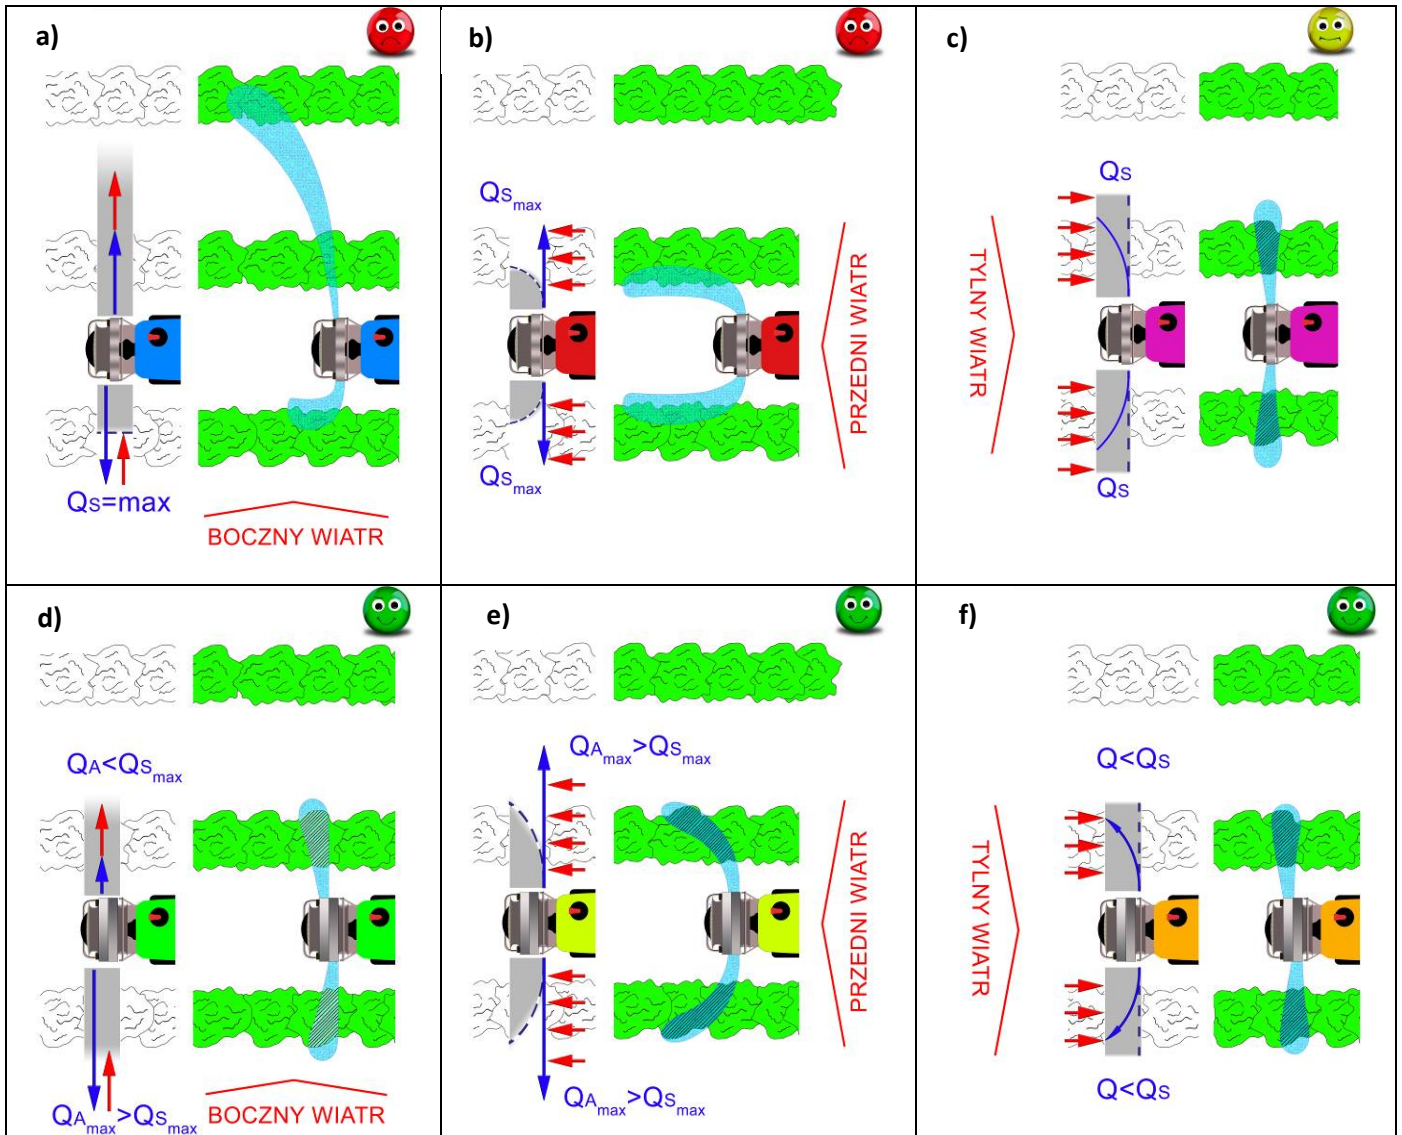 a)
Qs=max
BOCZNY WIATR
b)
QSmax
QSmax
PRZEDNI WIATR
c)
TYLNY WIATR
Qs
Qs
d)
QA<QSmax
QAmax>QSmax
BOCZNY WIATR
e)
QAmax>QSmax
QAmax>QSmax
PRZEDNI WIATR
f)
TYLNY WIATR
Q<Qs
Q<Qs